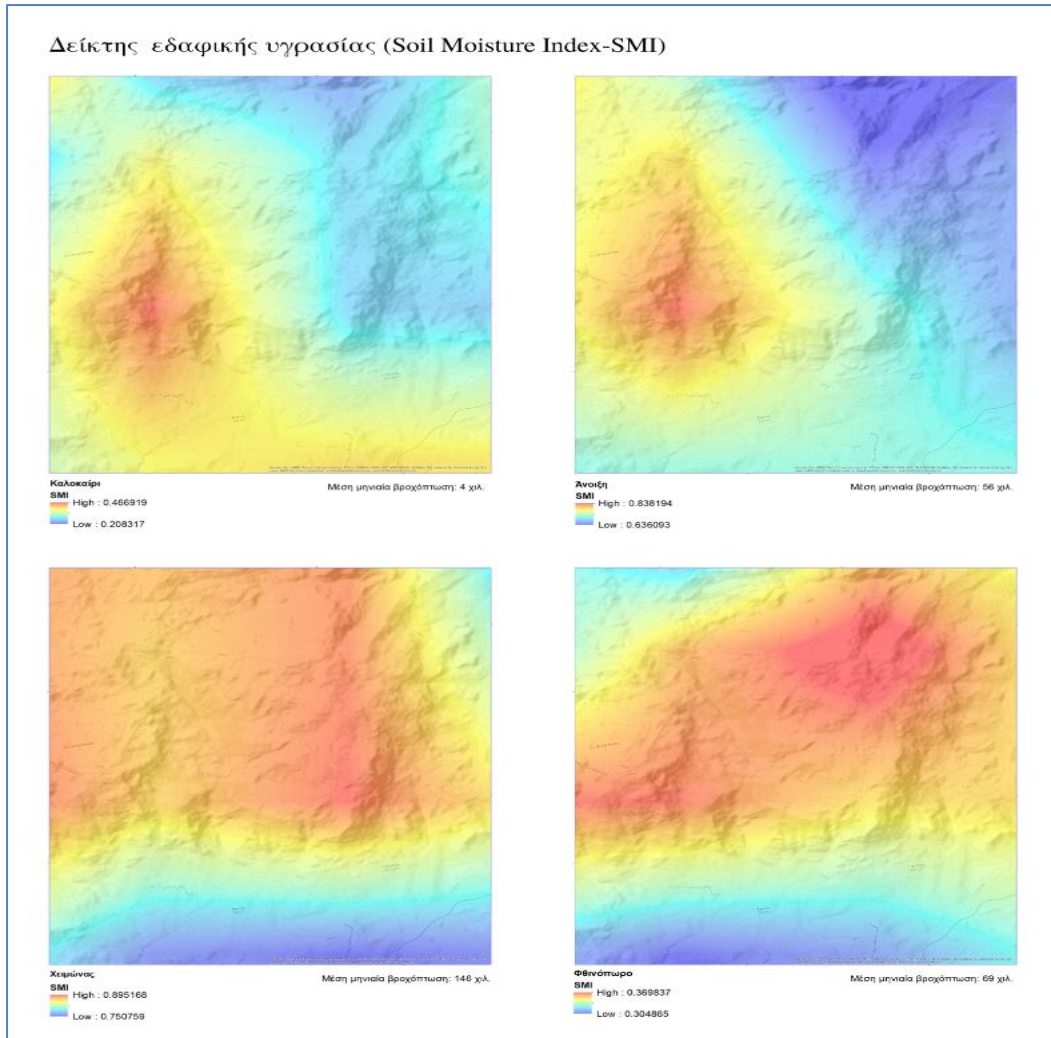 Δείκτης εδαφικής υγρασίας (Soil Moisture Index-SMI)
Καλοκαίρι
Μέση μηνιαία βροχόπτωση: 4 χιλ.
SMI
High : 0.466919
Low : 0.208317
Άνοιξη
Μέση μηνιαία βροχόπτωση: 56 χιλ.
SMI
High : 0.838194
Low : 0.636093
Χειμώνας
Μέση μηνιαία βροχόπτωση: 146 χιλ.
SMI
High : 0.895168
Low : 0.750759
Φθινόπωρο
Μέση μηνιαία βροχόπτωση: 69 χιλ.
SMI
High : 0.369837
Low : 0.304865